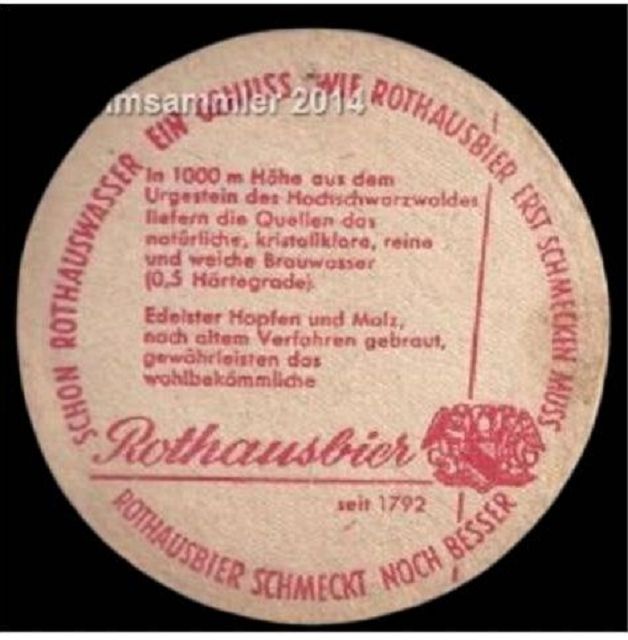 SCHON ROTHAUSWASSER EIN GENUSS WIE ROTHAUSBIER ERST SCHMECKEN MUSS
msammler 2014
In 1000 m Höhe aus dem
Urgestein des Hochschwarzwaldes
liefern die Quellen das
natürliche, kristallklare, reine
und weiche Brauwasser
(0,5 Härtegrade).
Edelster Hopfen und Malz,
nach altem Verfahren gebraut,
gewährleisten das
wohlbekömmliche
Rothausbier
seit 1792
ROTHAUSBIER SCHMECKT NOCH BESSER